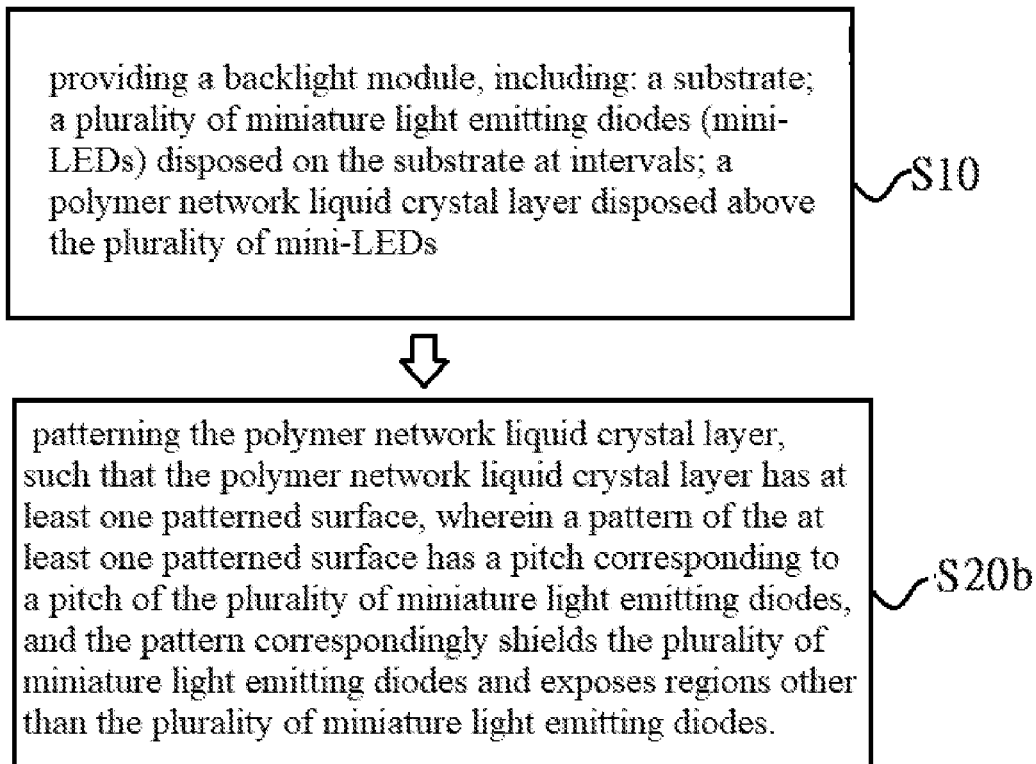 providing a backlight module, including: a substrate;
a plurality of miniature light emitting diodes (mini-
LEDs) disposed on the substrate at intervals; a
polymer network liquid crystal layer disposed above
the plurality of mini-LEDs
S10
patterning the polymer network liquid crystal layer,
such that the polymer network liquid crystal layer has at
least one patterned surface, wherein a pattern of the at
least one patterned surface has a pitch corresponding to
a pitch of the plurality of miniature light emitting diodes,
and the pattern correspondingly shields the plurality of
miniature light emitting diodes and exposes regions other
than the plurality of miniature light emitting diodes.
S20b